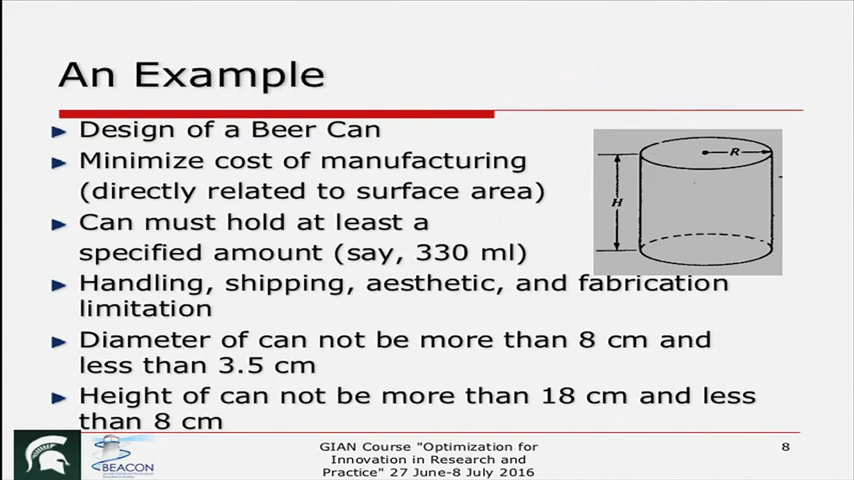 An Example
Design of a Beer Can
Minimize cost of manufacturing
(directly related to surface area)
Can must hold at least a
specified amount (say, 330 ml)
R
H
Handling, shipping, aesthetic, and fabrication
limitation
Diameter of can not be more than 8 cm and
less than 3.5 cm
Height of can not be more than 18 cm and less
than 8 cm
BEACON
GIAN Course "Optimization for
Innovation in Research and
Practice" 27 June-8 July 2016
8